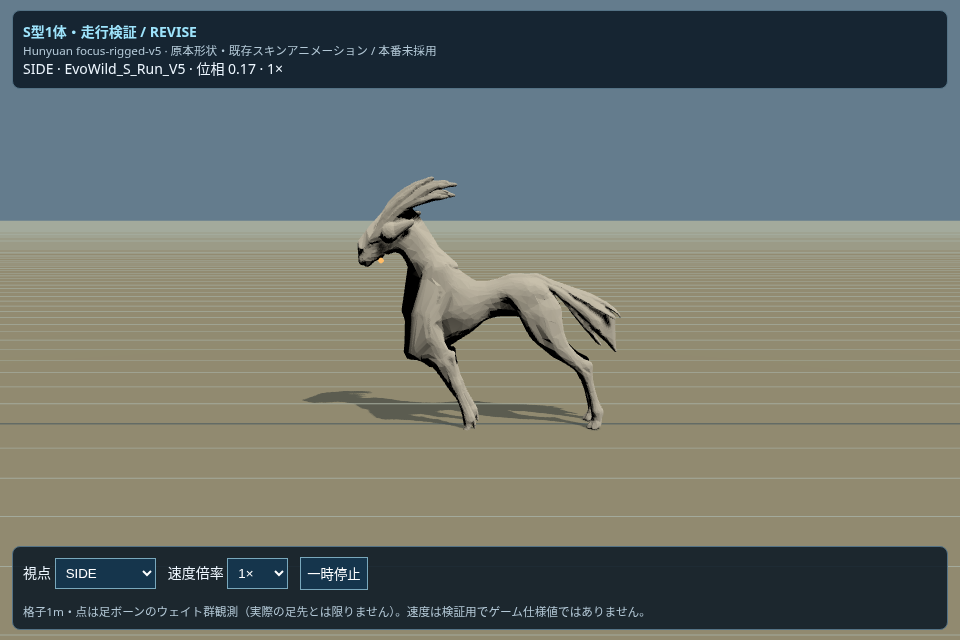 S型1体・走行検証 / REVISE
Hunyuan focus-rigged-v5 · 原本形状・既存スキンアニメーション / 本番未採用
SIDE · EvoWild_S_Run_V5 · 位相 0.17 · 1×
視点 SIDE 速度倍率 1× 一時停止
格子1m・点は足ボーンのウェイト群観測（実際の足先とは限りません）。速度は検証用でゲーム仕様値ではありません。